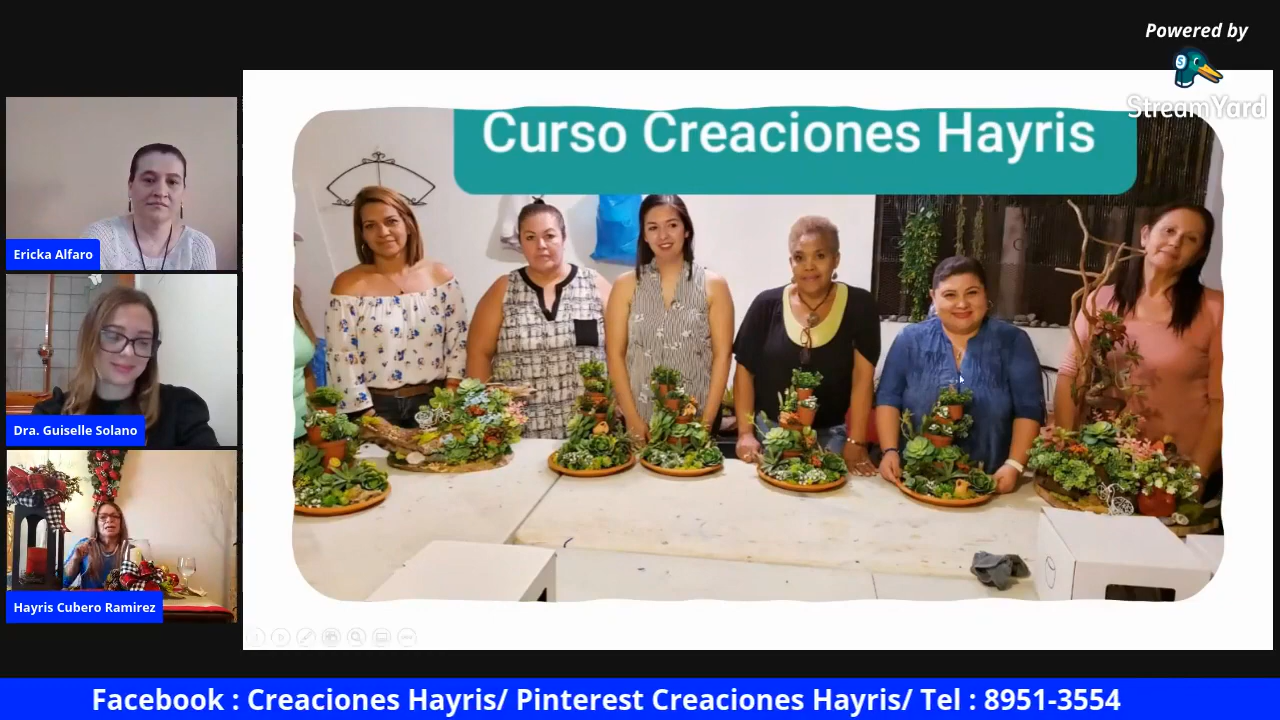 Powered by
StreamYard
Curso Creaciones Hayris
Ericka Alfaro
Dra. Guiselle Solano
Hayris Cubero Ramirez
Facebook : Creaciones Hayris/ Pinterest Creaciones Hayris/ Tel : 8951-3554